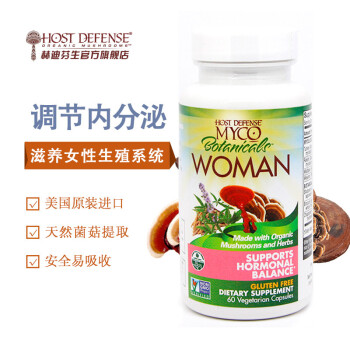 HOST DEFENSE®
ORGANIC MUSHROOMS™
林迪芬生官方旗舰店
调节内分泌
滋养女性生殖系统
美国原装进口
天然菌菇提取
安全易吸收
HOST DEFENSE®
MYCO
Botanicals®
WOMAN
Made with Organic
Mushrooms and Herbs
SUPPORTS
HORMONAL
BALANCE*
GLUTEN FREE
DIETARY SUPPLEMENT
60 Vegetarian Capsules